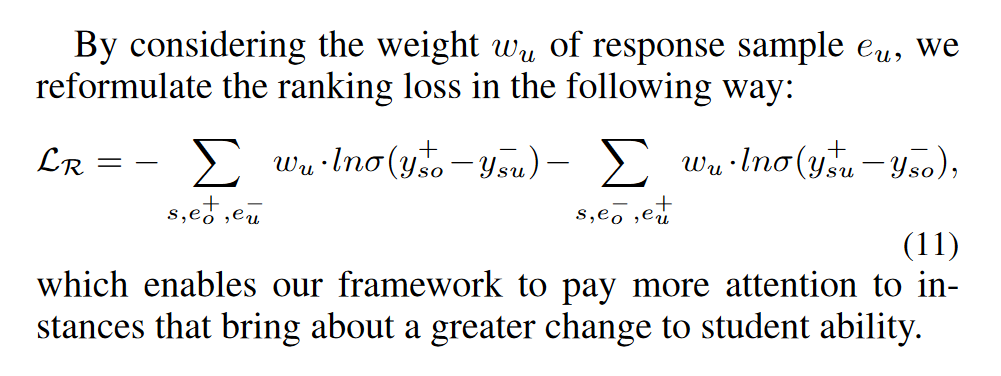 By considering the weight $w_u$ of response sample $e_u$, we
reformulate the ranking loss in the following way:
$\mathcal{L}_{\mathcal{R}} = - \sum_{s,e_o^+,e_u^-} w_u \cdot ln\sigma(y_{so}^+ - y_{su}^-) - \sum_{s,e_o^-,e_u^+} w_u \cdot ln\sigma(y_{su}^+ - y_{so}^-),$
(11)
which enables our framework to pay more attention to in-
stances that bring about a greater change to student ability.